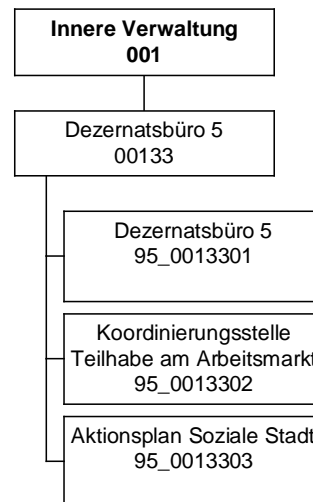 Innere Verwaltung
001
Dezernatsbüro 5
00133
Dezernatsbüro 5
95_0013301
Koordinierungsstelle
Teilhabe am Arbeitsmarkt
95_0013302
Aktionsplan Soziale Stadt
95_0013303